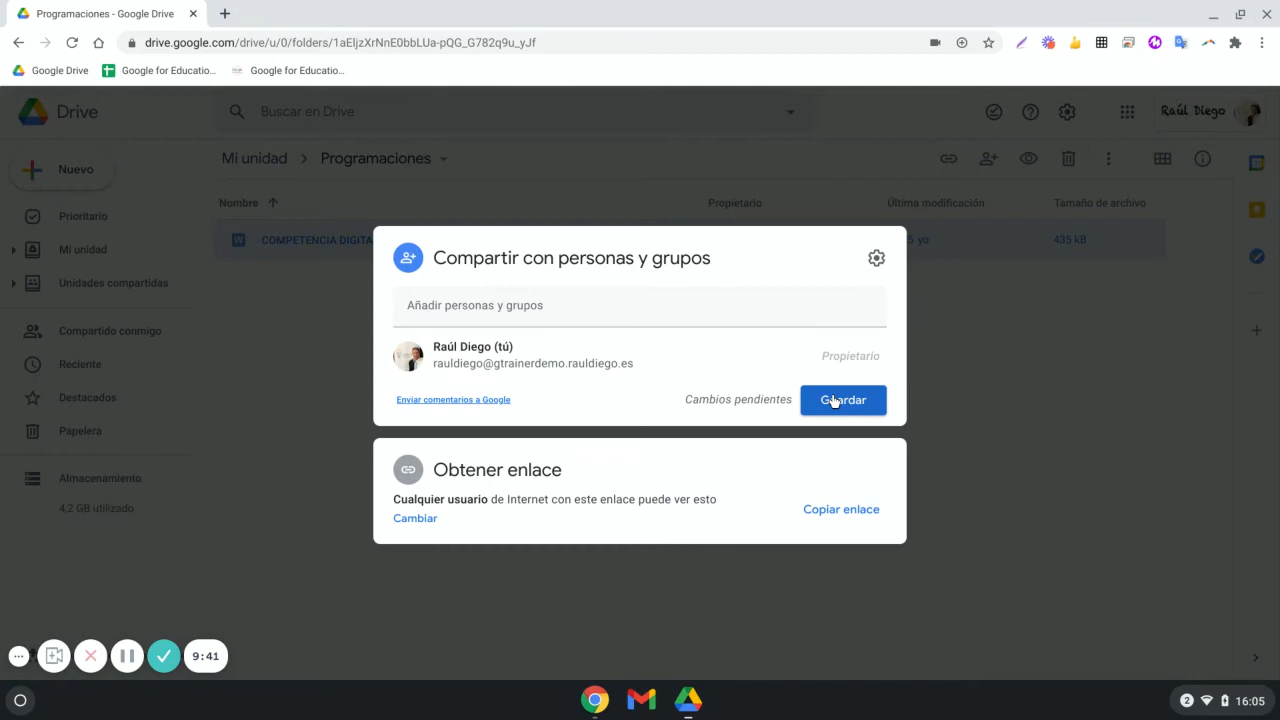 Programaciones - Google Drive
drive.google.com/drive/u/0/folders/1aEljzXrNnE0bbLUa-pQG_G782q9u_yJf
Google Drive
Google for Educatio...
Google for Educatio...
Drive
Buscar en Drive
Raúl Diego
Nuevo
Mi unidad > Programaciones
Nombre
Propietario
Última modificación
Tamaño de archivo
COMPETENCIA DIGITA
5 yo
435 kB
Prioritario
Mi unidad
Unidades compartidas
Compartido conmigo
Reciente
Destacados
Papelera
Almacenamiento
4,2 GB utilizado
Compartir con personas y grupos
Añadir personas y grupos
Raúl Diego (tú)
rauldiego@gtrainerdemo.rauldiego.es
Propietario
Enviar comentarios a Google
Cambios pendientes
Guardar
Obtener enlace
Cualquier usuario de Internet con este enlace puede ver esto
Cambiar
Copiar enlace
9:41
2
16:05